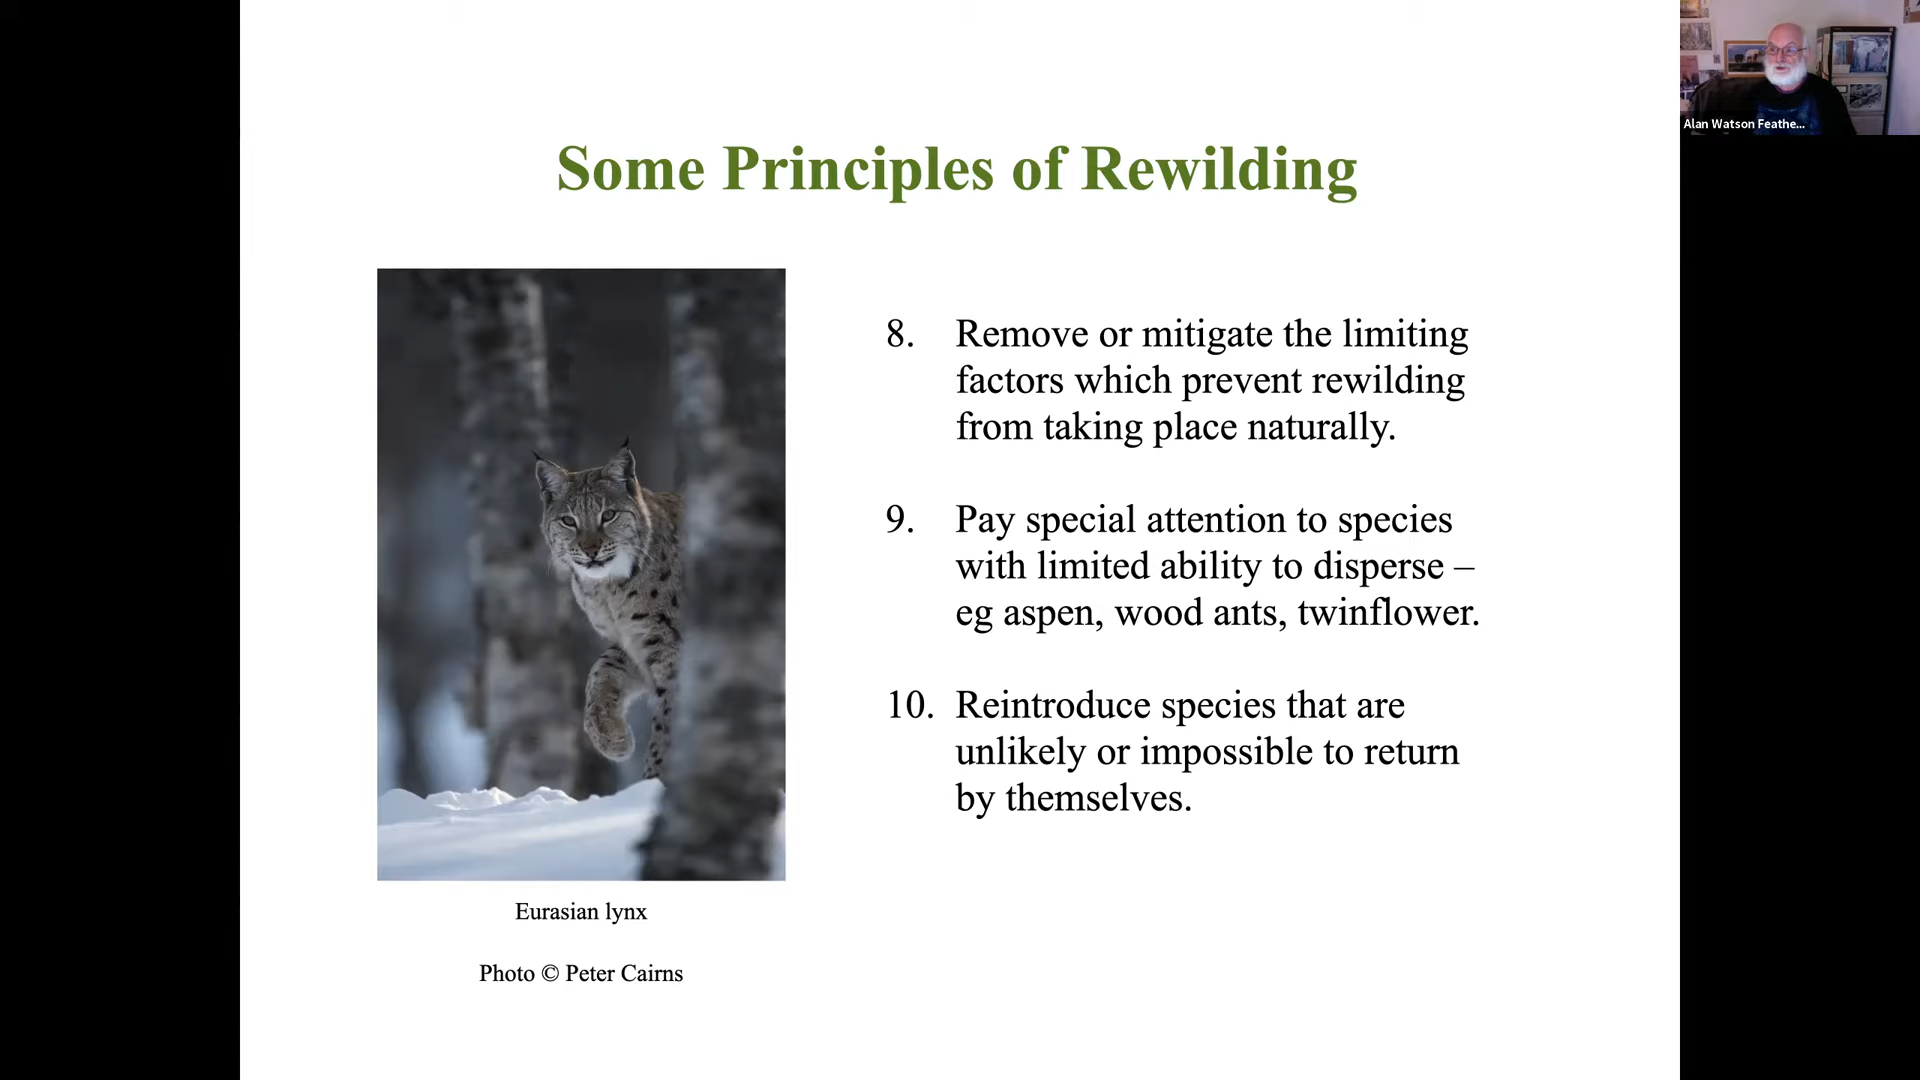 Some Principles of Rewilding
8. Remove or mitigate the limiting
factors which prevent rewilding
from taking place naturally.
9. Pay special attention to species
with limited ability to disperse –
eg aspen, wood ants, twinflower.
10. Reintroduce species that are
unlikely or impossible to return
by themselves.
Eurasian lynx
Photo © Peter Cairns
Alan Watson Feathe...